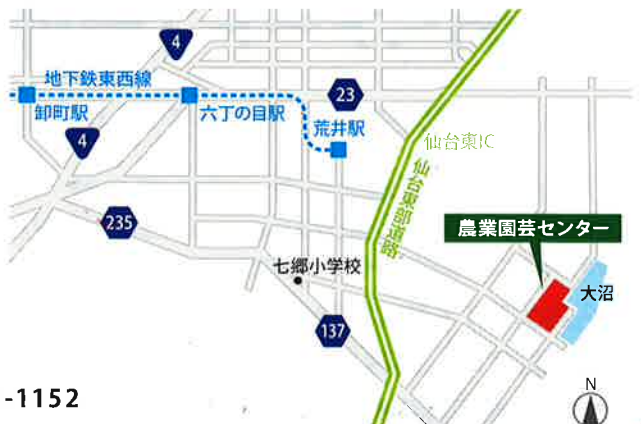 4
地下鉄東西線
卸町駅
六丁の目駅
23
荒井駅
4
仙台東IC
仙台東部道路
235
農業園芸センター
七郷小学校
大沼
137
N
-1152